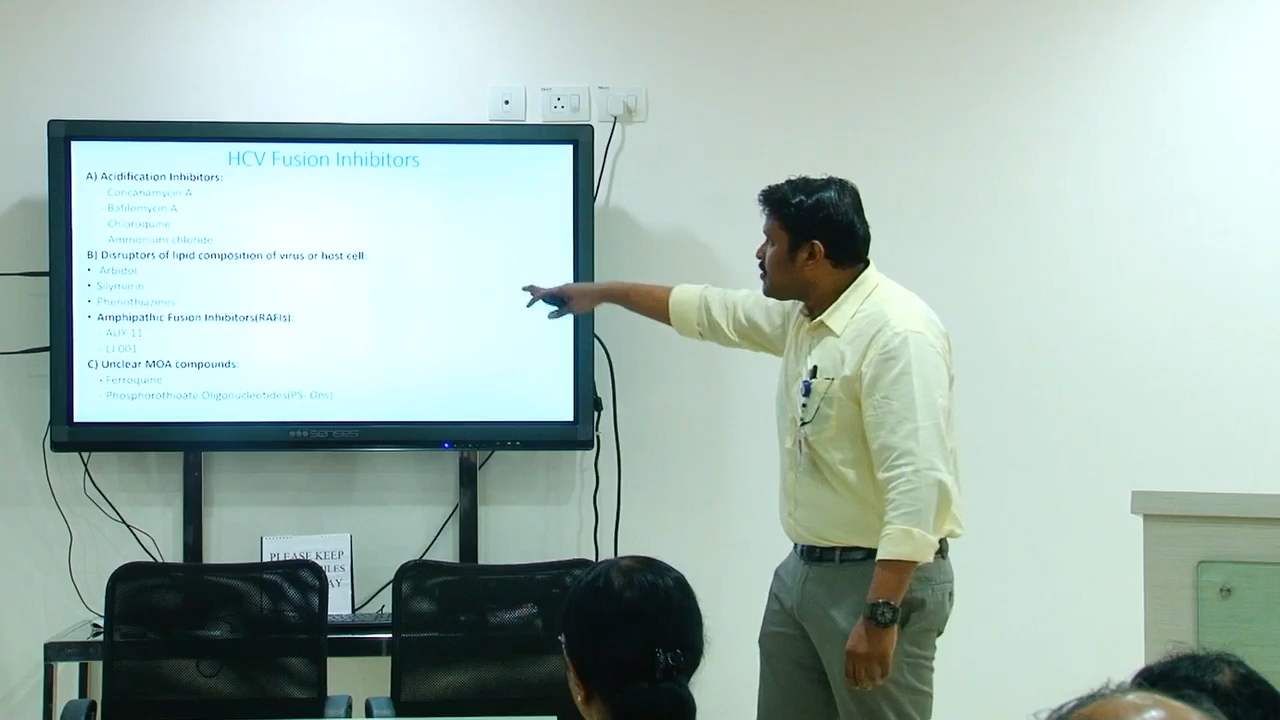 HCV Fusion Inhibitors
A) Acidification Inhibitors:
- Concanamycin A
- Bafilomycin A
- Chloroquine
- Ammonium chloride
B) Disruptors of lipid composition of virus or host cell:
• Arbidol
• Silymarin
• Phenothiazines
• Amphipathic Fusion Inhibitors(RAFIs):
- AUY 11
- LJ 001
C) Unclear MOA compounds:
- Ferroquine
- Phosphorothioate Oligonucleotides(PS- Ons)
senses
PLEASE KEEP